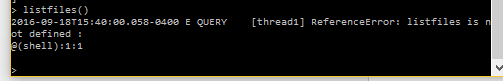 > listfiles()
2016-09-18T15:40:00.058-0400 E QUERY    [thread1] ReferenceError: listfiles is n
ot defined :
@(shell):1:1

>